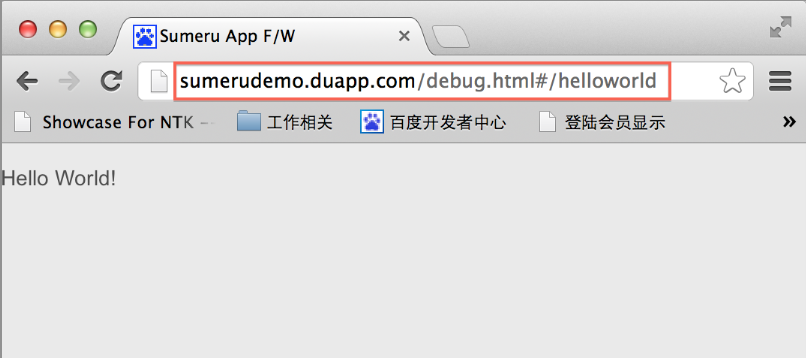 Sumeru App F/W
sumerudemo.duapp.com/debug.html#/helloworld
Showcase For NTK 工作相关 百度开发者中心 登陆会员显示
Hello World!